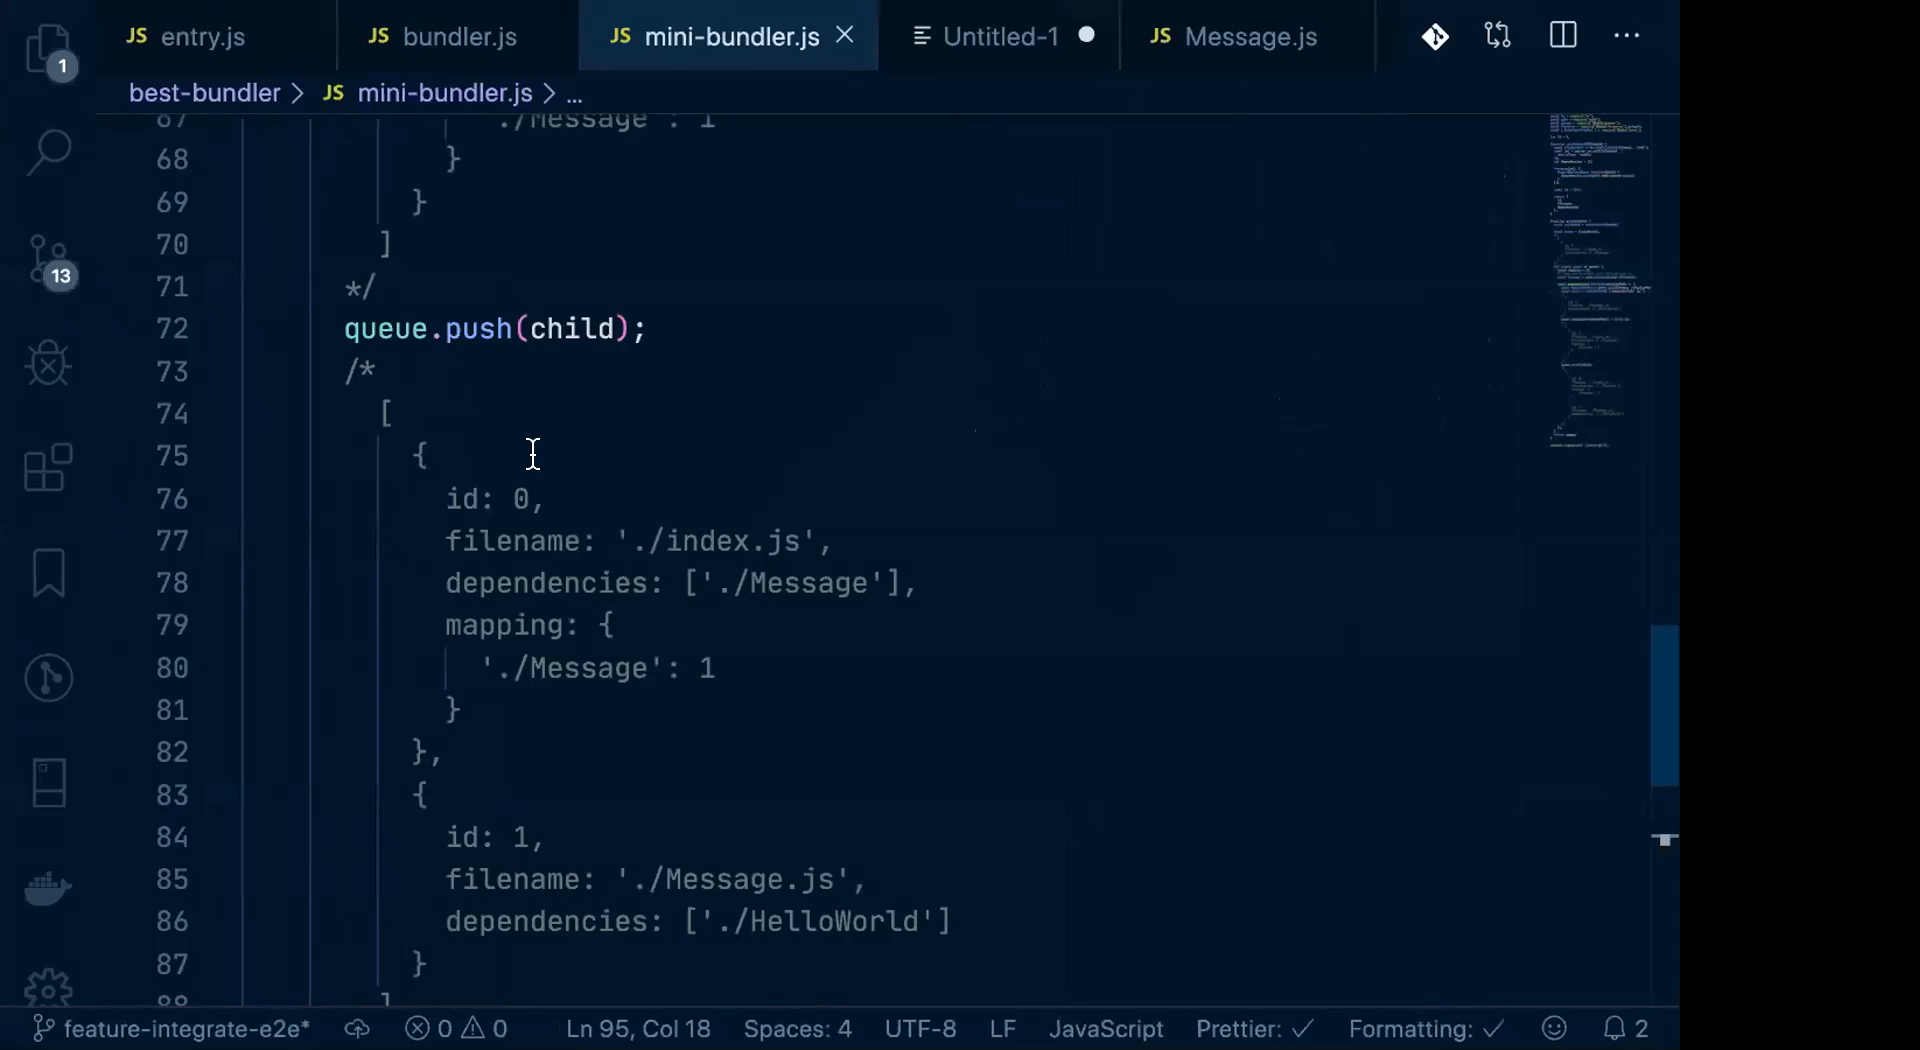 JS entry.js JS bundler.js JS mini-bundler.js Untitled-1 JS Message.js
1
best-bundler > JS mini-bundler.js > ...
67 './Message': 1
68 }
69 }
70 ]
71 */
72 queue.push(child);
73 /*
74 [
75 {
76 id: 0,
77 filename: './index.js',
78 dependencies: ['./Message'],
79 mapping: {
80 './Message': 1
81 }
82 },
83 {
84 id: 1,
85 filename: './Message.js',
86 dependencies: ['./HelloWorld']
87 }
88 ]
13
feature-integrate-e2e* 0 0 Ln 95, Col 18 Spaces: 4 UTF-8 LF JavaScript Prettier: ✓ Formatting: ✓ 2